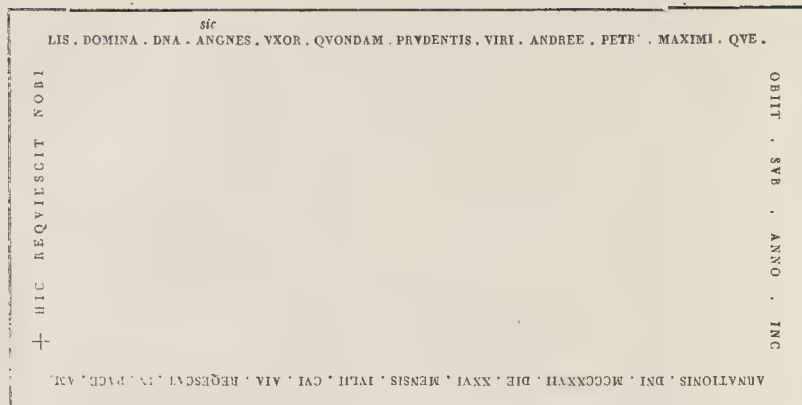 + HIC REQVIESCIT NOBI
sic
LIS . DOMINA . DNA . ANGNES . VXOR . QVONDAM . PRVDENTIS . VIRI . ANDREE . PETR' . MAXIMI . QVE .
OBIIT . SVB . ANNO . INC
ARNATIONIS . DNI . MCCCXXVII . DIE . XXVI . MENSIS . IVLII . CVI . AIA . REQESCAT . IN . PACE . AM.